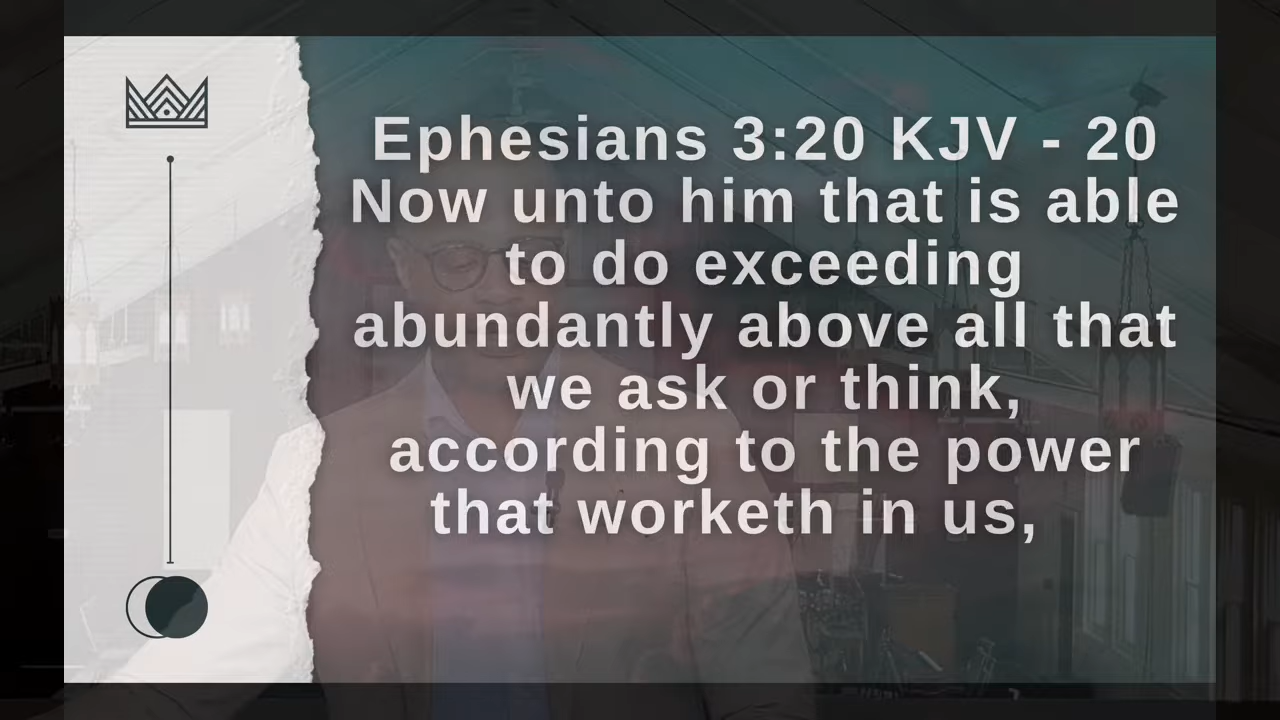 Ephesians 3:20 KJV - 20
Now unto him that is able
to do exceeding
abundantly above all that
we ask or think,
according to the power
that worketh in us,